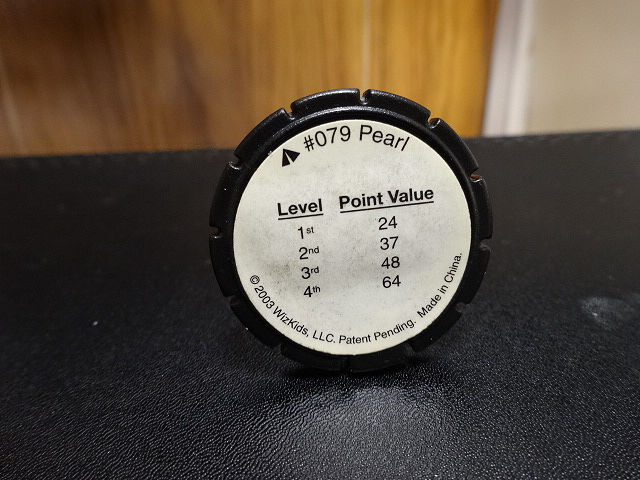 #079 Pearl
Level Point Value
1st 24
2nd 37
3rd 48
4th 64
© 2003 WizKids, LLC. Patent Pending. Made in China.